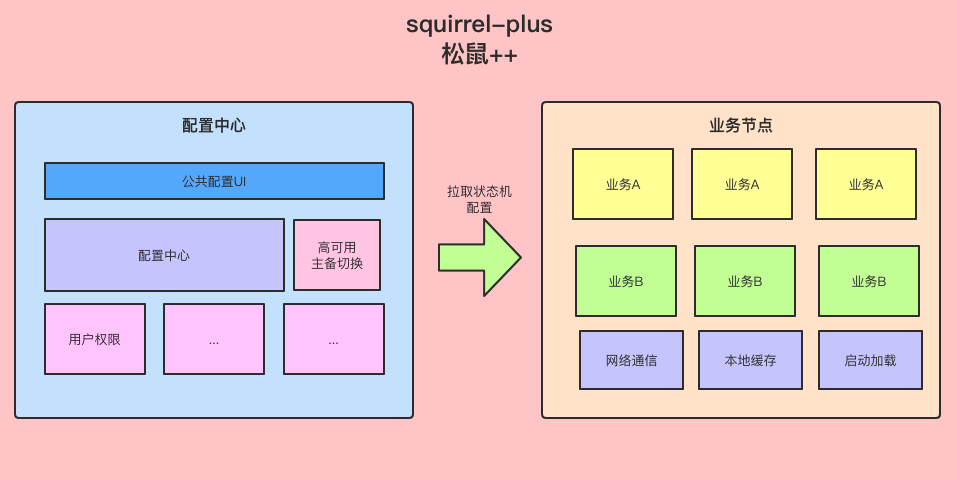 squirrel-plus
松鼠++
配置中心
公共配置UI
配置中心
高可用
主备切换
用户权限
...
...
拉取状态机
配置
业务节点
业务A
业务A
业务A
业务B
业务B
业务B
网络通信
本地缓存
启动加载